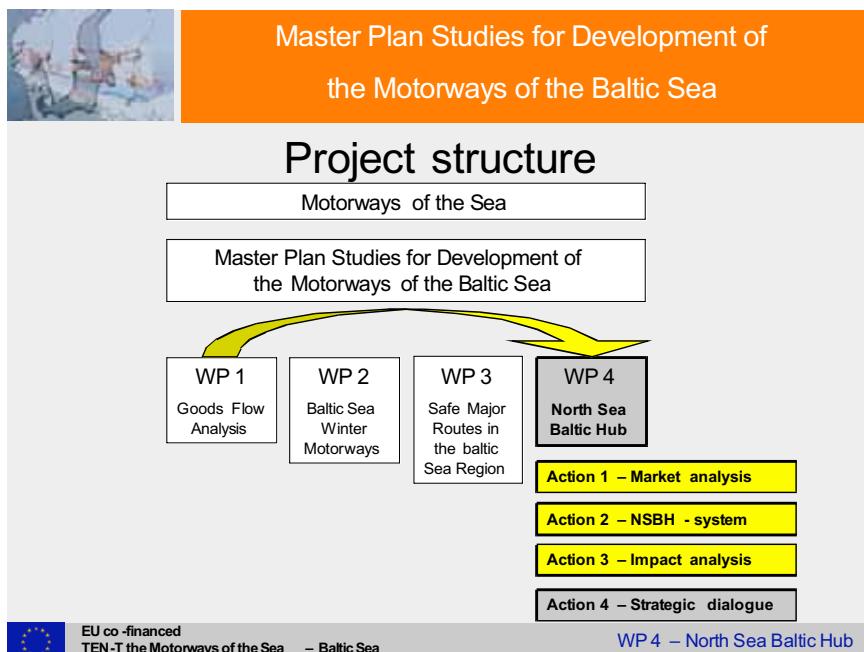 Master Plan Studies for Development of
the Motorways of the Baltic Sea
Project structure
Motorways of the Sea
Master Plan Studies for Development of
the Motorways of the Baltic Sea
WP 1
Goods Flow
Analysis
WP 2
Baltic Sea
Winter
Motorways
WP 3
Safe Major
Routes in
the baltic
Sea Region
WP 4
North Sea
Baltic Hub
Action 1 – Market analysis
Action 2 – NSBH - system
Action 3 – Impact analysis
Action 4 – Strategic dialogue
EU co -financed
TEN-T the Motorways of the Sea – Baltic Sea
WP 4 – North Sea Baltic Hub